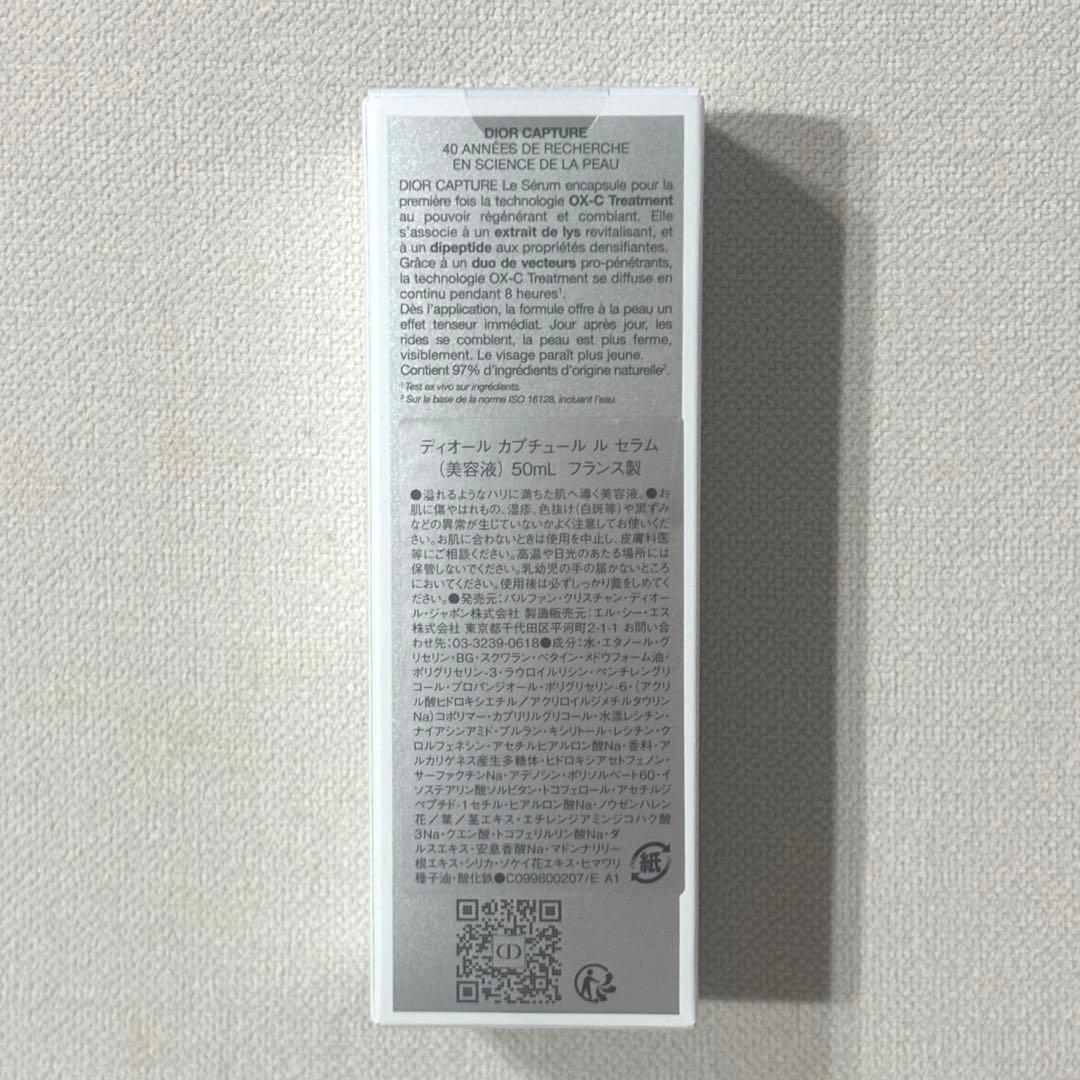 DIOR CAPTURE
40 ANNÉES DE RECHERCHE
EN SCIENCE DE LA PEAU
DIOR CAPTURE Le Sérum encapsule pour la
première fois la technologie OX-C Treatment
au pouvoir régénérant et comblant. Elle
s'associe à un extrait de lys revitalisant, et
à un dipeptide aux propriétés densifiantes.
Grâce à un duo de vecteurs pro-pénétrants,
la technologie OX-C Treatment se diffuse en
continu pendant 8 heures¹.
Dès l'application, la formule offre à la peau un
effet tenseur immédiat. Jour après jour, les
rides se comblent, la peau est plus ferme,
visiblement. Le visage paraît plus jeune.
Contient 97% d'ingrédients d'origine naturelle².
¹ Test ex vivo sur ingrédients.
² Sur la base de la norme ISO 16128, incluant l'eau.
ディオール カプチュール ル セラム
（美容液）50mL フランス製
●溢れるようなハリに満ちた肌へ導く美容液。●お
肌に傷やはれもの、湿疹、色抜け（白斑等）や黒ずみ
などの異常が生じていないかよく注意してお使いくだ
さい。お肌に合わないときは使用を中止し、皮膚科医
等にご相談ください。高温や日光のあたる場所には
保管しないでください。乳幼児の手の届かないところ
においてください。使用後は必ずしっかり蓋をしめてく
ださい。●発売元：パルファン・クリスチャン・ディオー
ル・ジャポン株式会社 製造販売元：エル・シー・エス
株式会社 東京都千代田区平河町2-1-1 お問い合
わせ先：03-3239-0618●成分：水・エタノール・グ
リセリン・BG・スクワラン・ベタイン・メドウフォーム油・
ポリグリセリン-3・ラウロイルリシン・ペンチレングリ
コール・プロパンジオール・ポリグリセリン-6・（アクリ
ル酸ヒドロキシエチル／アクリロイルジメチルタウリン
Na）コポリマー・カプリリルグリコール・水添レシチン・
ナイアシンアミド・プルラン・キシリトール・レシチン・ク
ロルフェネシン・アセチルヒアルロン酸Na・香料・ア
ルカリゲネス産生多糖体・ヒドロキシアセトフェノン・
サーファクチンNa・アデノシン・ポリソルベート60・イ
ソステアリン酸ソルビタン・トコフェロール・アセチルジ
ペプチド-1セチル・ヒアルロン酸Na・ノウゼンハレン
花／葉／茎エキス・エチレンジアミンジコハク酸
3Na・クエン酸・トコフェリルリン酸Na・ダ
ルスエキス・安息香酸Na・マドンナリリー
根エキス・シリカ・ソケイ花エキス・ヒマワリ
種子油・酸化鉄●C099800207/E A1
紙
CD